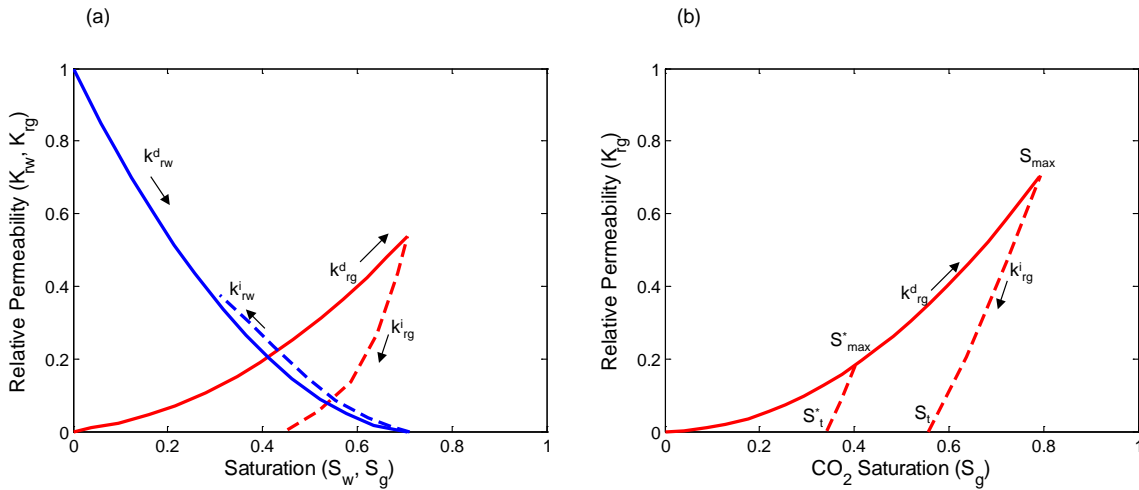 (a)
Relative Permeability (K_rw, K_rg)
1
0.8
0.6
0.4
0.2
0
k^d_rw
k^i_rw
k^d_rg
k^i_rg
0 0.2 0.4 0.6 0.8 1
Saturation (S_w, S_g)
(b)
Relative Permeability (K_rg)
1
0.8
0.6
0.4
0.2
0
S_max
k^d_rg
k^i_rg
S^*_max
S^*_t
S_t
0 0.2 0.4 0.6 0.8 1
CO_2 Saturation (S_g)